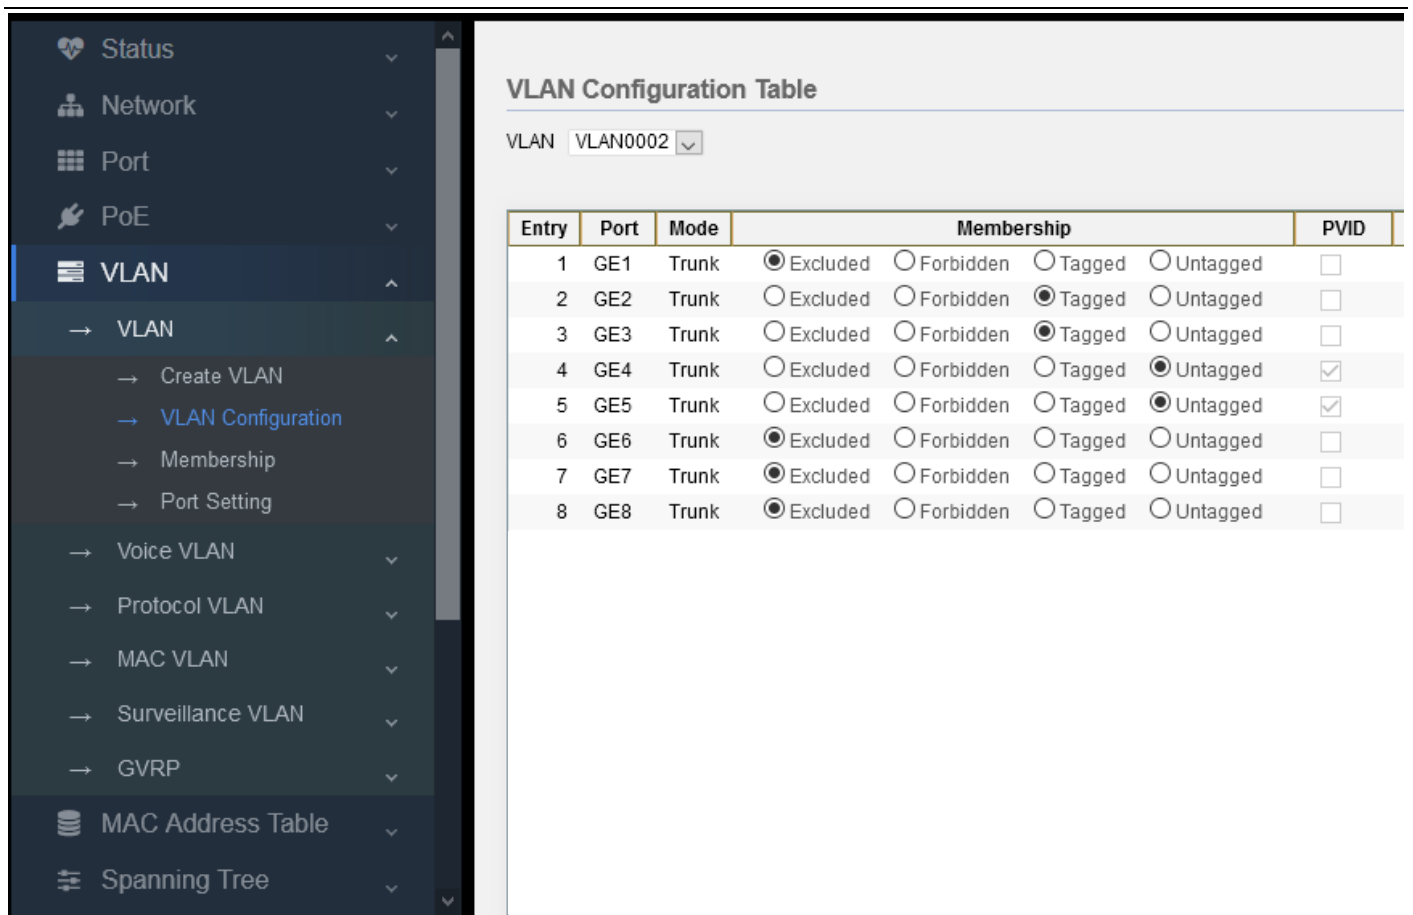 Status
Network
Port
PoE
VLAN
→ VLAN
→ Create VLAN
→ VLAN Configuration
→ Membership
→ Port Setting
→ Voice VLAN
→ Protocol VLAN
→ MAC VLAN
→ Surveillance VLAN
→ GVRP
MAC Address Table
Spanning Tree
VLAN Configuration Table
VLAN VLAN0002
Entry Port Mode Membership PVID
1 GE1 Trunk Excluded Forbidden Tagged Untagged
2 GE2 Trunk Excluded Forbidden Tagged Untagged
3 GE3 Trunk Excluded Forbidden Tagged Untagged
4 GE4 Trunk Excluded Forbidden Tagged Untagged
5 GE5 Trunk Excluded Forbidden Tagged Untagged
6 GE6 Trunk Excluded Forbidden Tagged Untagged
7 GE7 Trunk Excluded Forbidden Tagged Untagged
8 GE8 Trunk Excluded Forbidden Tagged Untagged